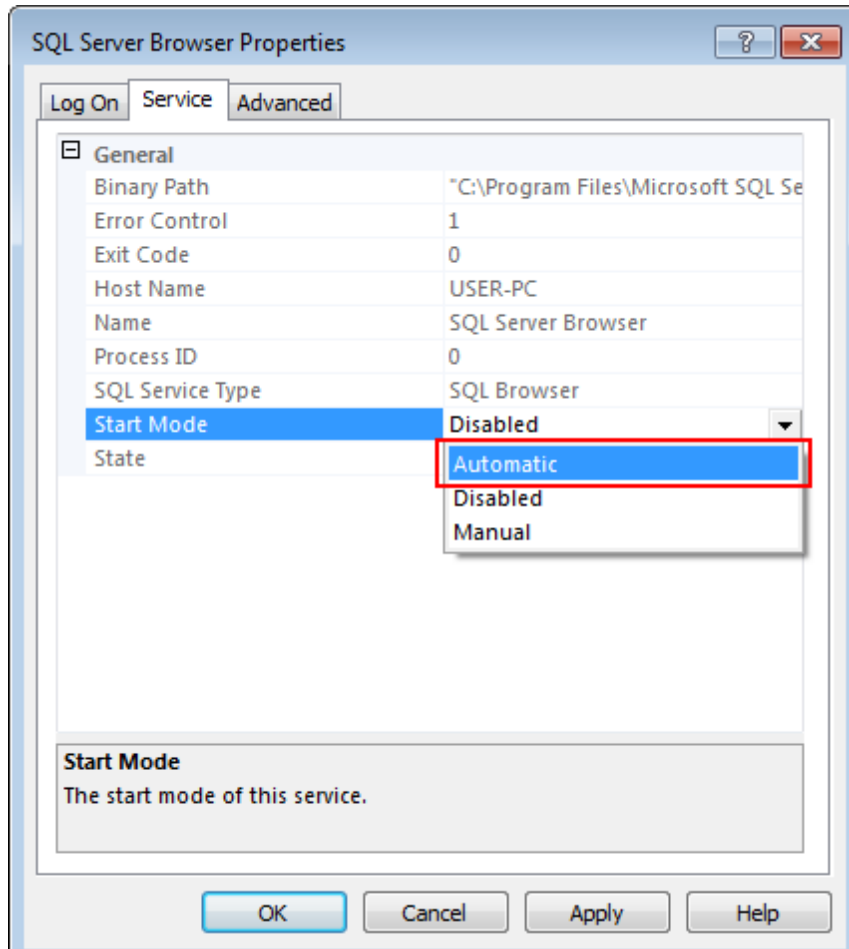 SQL Server Browser Properties
Log On Service Advanced
General
Binary Path "C:\Program Files\Microsoft SQL Se
Error Control 1
Exit Code 0
Host Name USER-PC
Name SQL Server Browser
Process ID 0
SQL Service Type SQL Browser
Start Mode Disabled
State Automatic
Disabled
Manual
Start Mode
The start mode of this service.
OK Cancel Apply Help